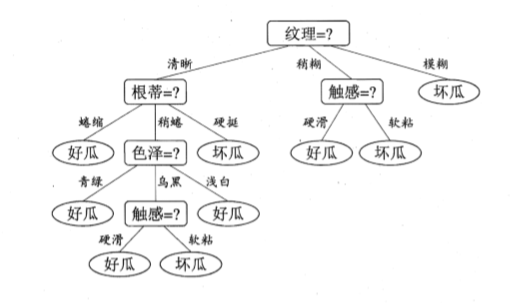 纹理=?
清晰 稍糊 模糊
根蒂=? 触感=? 坏瓜
蜷缩 稍蜷 硬挺 硬滑 软粘
好瓜 色泽=? 坏瓜 好瓜 坏瓜
青绿 乌黑 浅白
好瓜 触感=? 好瓜
硬滑 软粘
好瓜 坏瓜